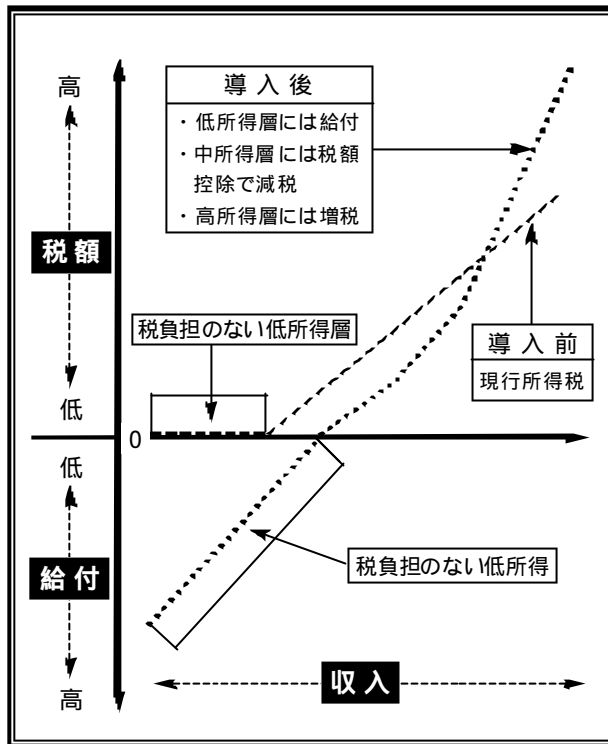 高
導入後
・低所得層には給付
・中所得層には税額
控除で減税
・高所得層には増税
税額
税負担のない低所得層
導入前
現行所得税
低
0
低
給付
税負担のない低所得
収入
高